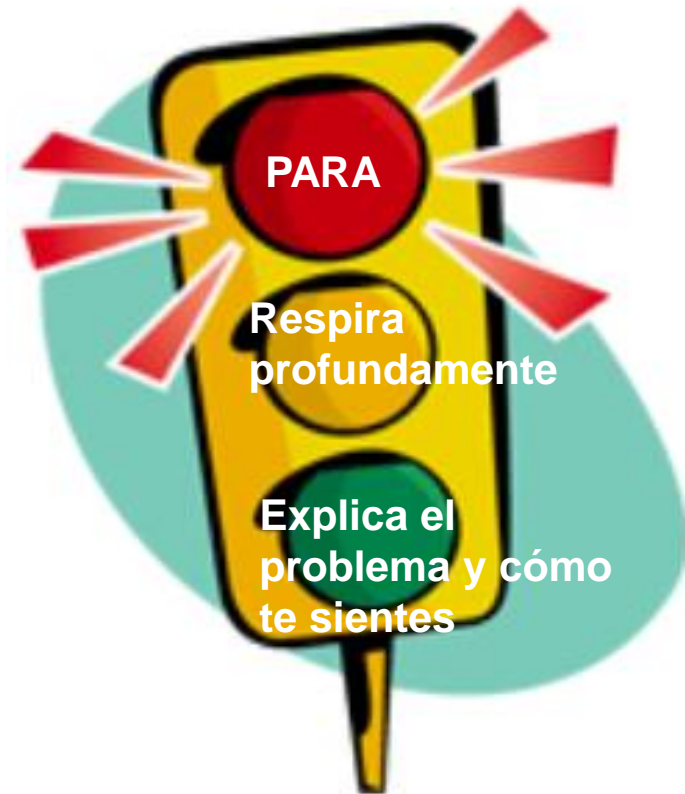 PARA
Respira
profundamente
Explica el
problema y cómo
te sientes